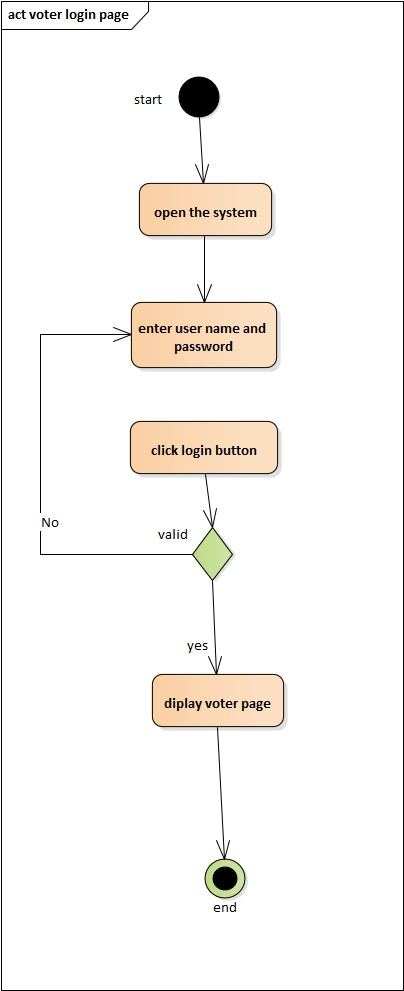 act voter login page
start
open the system
enter user name and
password
click login button
valid
No
yes
diplay voter page
end